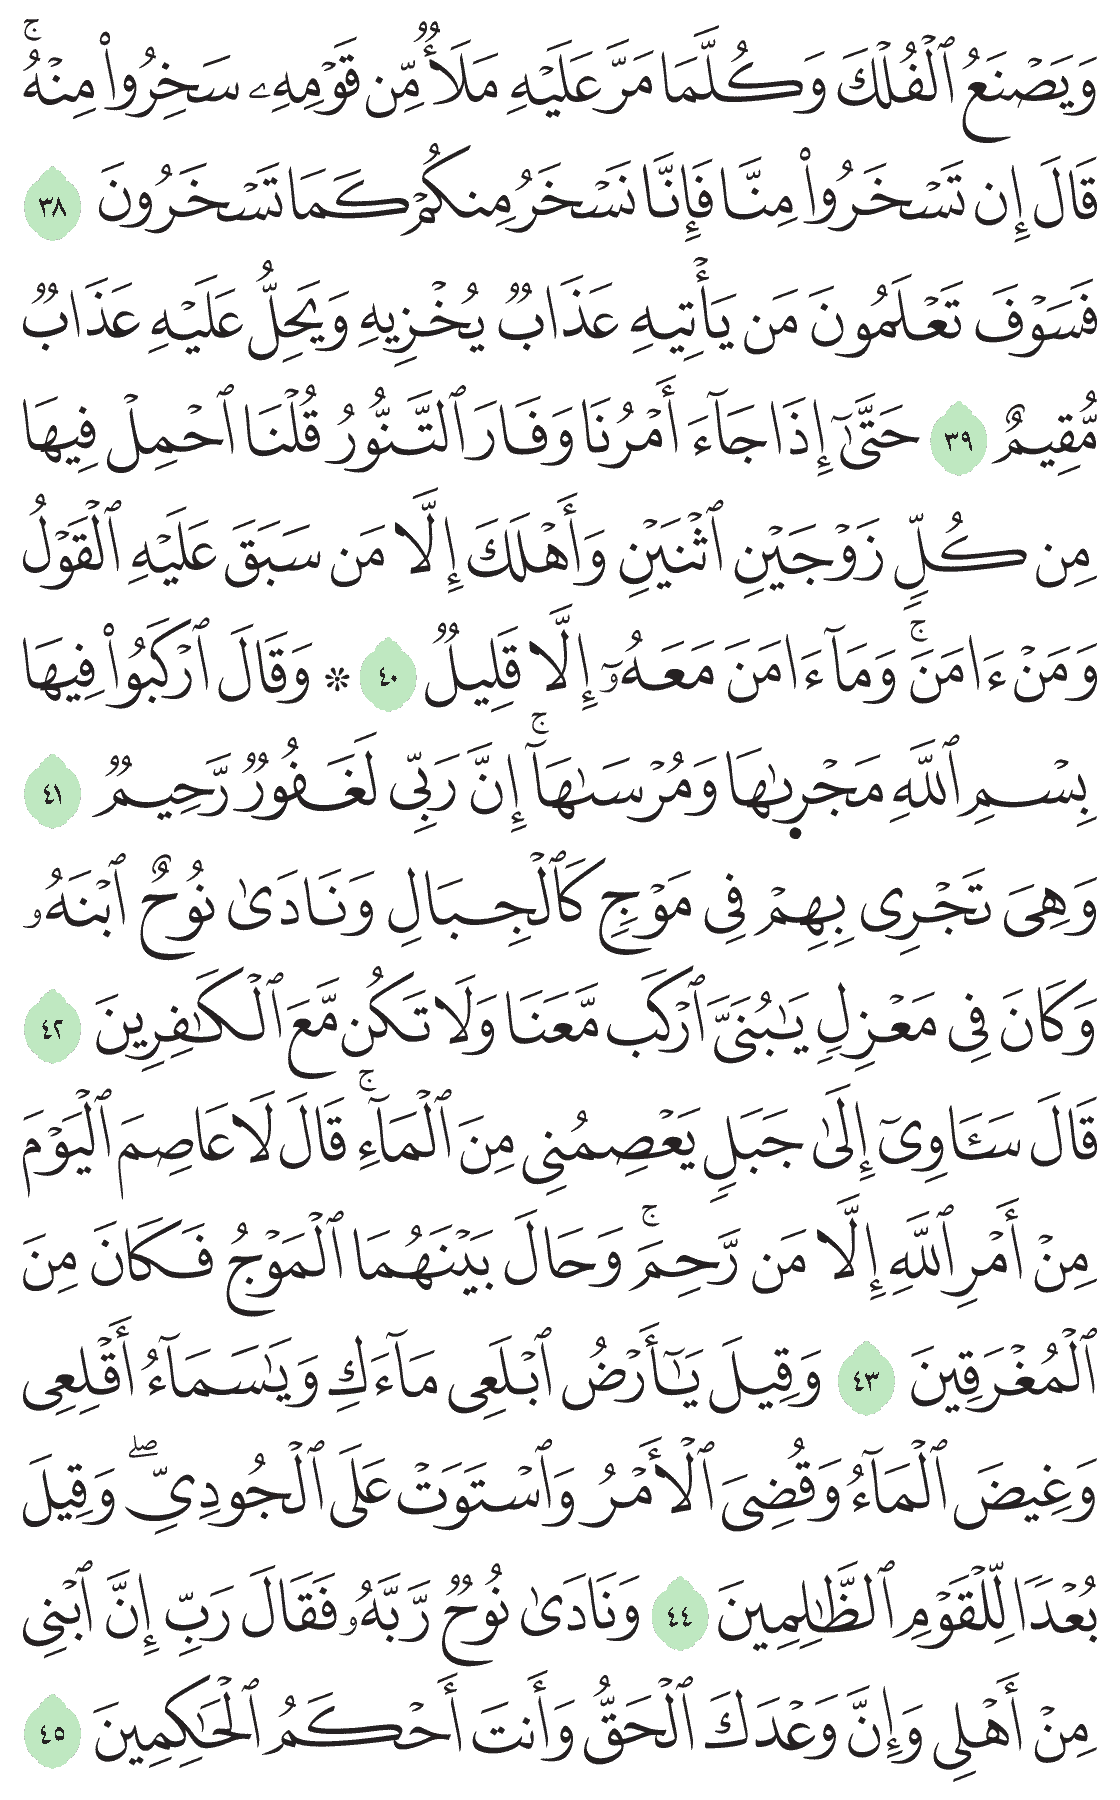 وَيَصْنَعُ ٱلْفُلْكَ وَكُلَّمَا مَرَّ عَلَيْهِ مَلَأٌ مِّن قَوْمِهِۦ سَخِرُوا۟ مِنْهُ ۚ
قَالَ إِن تَسْخَرُوا۟ مِنَّا فَإِنَّا نَسْخَرُ مِنكُمْ كَمَا تَسْخَرُونَ ٣٨
فَسَوْفَ تَعْلَمُونَ مَن يَأْتِيهِ عَذَابٌ يُخْزِيهِ وَيَحِلُّ عَلَيْهِ عَذَابٌ
مُّقِيمٌ ٣٩ حَتَّىٰٓ إِذَا جَآءَ أَمْرُنَا وَفَارَ ٱلتَّنُّورُ قُلْنَا ٱحْمِلْ فِيهَا
مِن كُلٍّ زَوْجَيْنِ ٱثْنَيْنِ وَأَهْلَكَ إِلَّا مَن سَبَقَ عَلَيْهِ ٱلْقَوْلُ
وَمَنْ ءَامَنَ ۚ وَمَآ ءَامَنَ مَعَهُۥٓ إِلَّا قَلِيلٌ ٤٠ ۞ وَقَالَ ٱرْكَبُوا۟ فِيهَا
بِسْمِ ٱللَّهِ مَجْر۪ىٰهَا وَمُرْسَىٰهَآ ۚ إِنَّ رَبِّى لَغَفُورٌ رَّحِيمٌ ٤١
وَهِىَ تَجْرِى بِهِمْ فِى مَوْجٍ كَٱلْجِبَالِ وَنَادَىٰ نُوحٌ ٱبْنَهُۥ
وَكَانَ فِى مَعْزِلٍ يَٰبُنَىَّ ٱرْكَب مَّعَنَا وَلَا تَكُن مَّعَ ٱلْكَٰفِرِينَ ٤٢
قَالَ سَـَٔاوِىٓ إِلَىٰ جَبَلٍ يَعْصِمُنِى مِنَ ٱلْمَآءِ ۚ قَالَ لَا عَاصِمَ ٱلْيَوْمَ
مِنْ أَمْرِ ٱللَّهِ إِلَّا مَن رَّحِمَ ۚ وَحَالَ بَيْنَهُمَا ٱلْمَوْجُ فَكَانَ مِنَ
ٱلْمُغْرَقِينَ ٤٣ وَقِيلَ يَٰٓأَرْضُ ٱبْلَعِى مَآءَكِ وَيَٰسَمَآءُ أَقْلِعِى
وَغِيضَ ٱلْمَآءُ وَقُضِىَ ٱلْأَمْرُ وَٱسْتَوَتْ عَلَى ٱلْجُودِىِّ ۖ وَقِيلَ
بُعْدًا لِّلْقَوْمِ ٱلظَّٰلِمِينَ ٤٤ وَنَادَىٰ نُوحٌ رَّبَّهُۥ فَقَالَ رَبِّ إِنَّ ٱبْنِى
مِنْ أَهْلِى وَإِنَّ وَعْدَكَ ٱلْحَقُّ وَأَنتَ أَحْكَمُ ٱلْحَٰكِمِينَ ٤٥